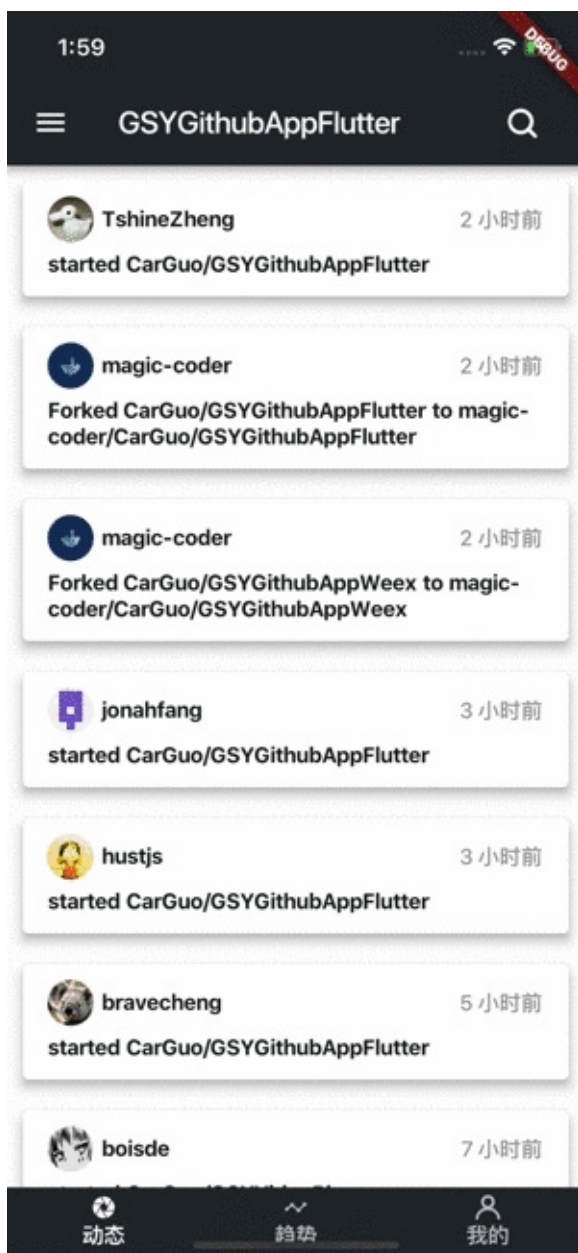 1:59
DEBUG
GSYGithubAppFlutter
TshineZheng 2 小时前
started CarGuo/GSYGithubAppFlutter
magic-coder 2 小时前
Forked CarGuo/GSYGithubAppFlutter to magic-
coder/CarGuo/GSYGithubAppFlutter
magic-coder 2 小时前
Forked CarGuo/GSYGithubAppWeex to magic-
coder/CarGuo/GSYGithubAppWeex
jonahfang 3 小时前
started CarGuo/GSYGithubAppFlutter
hustjs 3 小时前
started CarGuo/GSYGithubAppFlutter
bravecheng 5 小时前
started CarGuo/GSYGithubAppFlutter
boisde 7 小时前
动态 趋势 我的